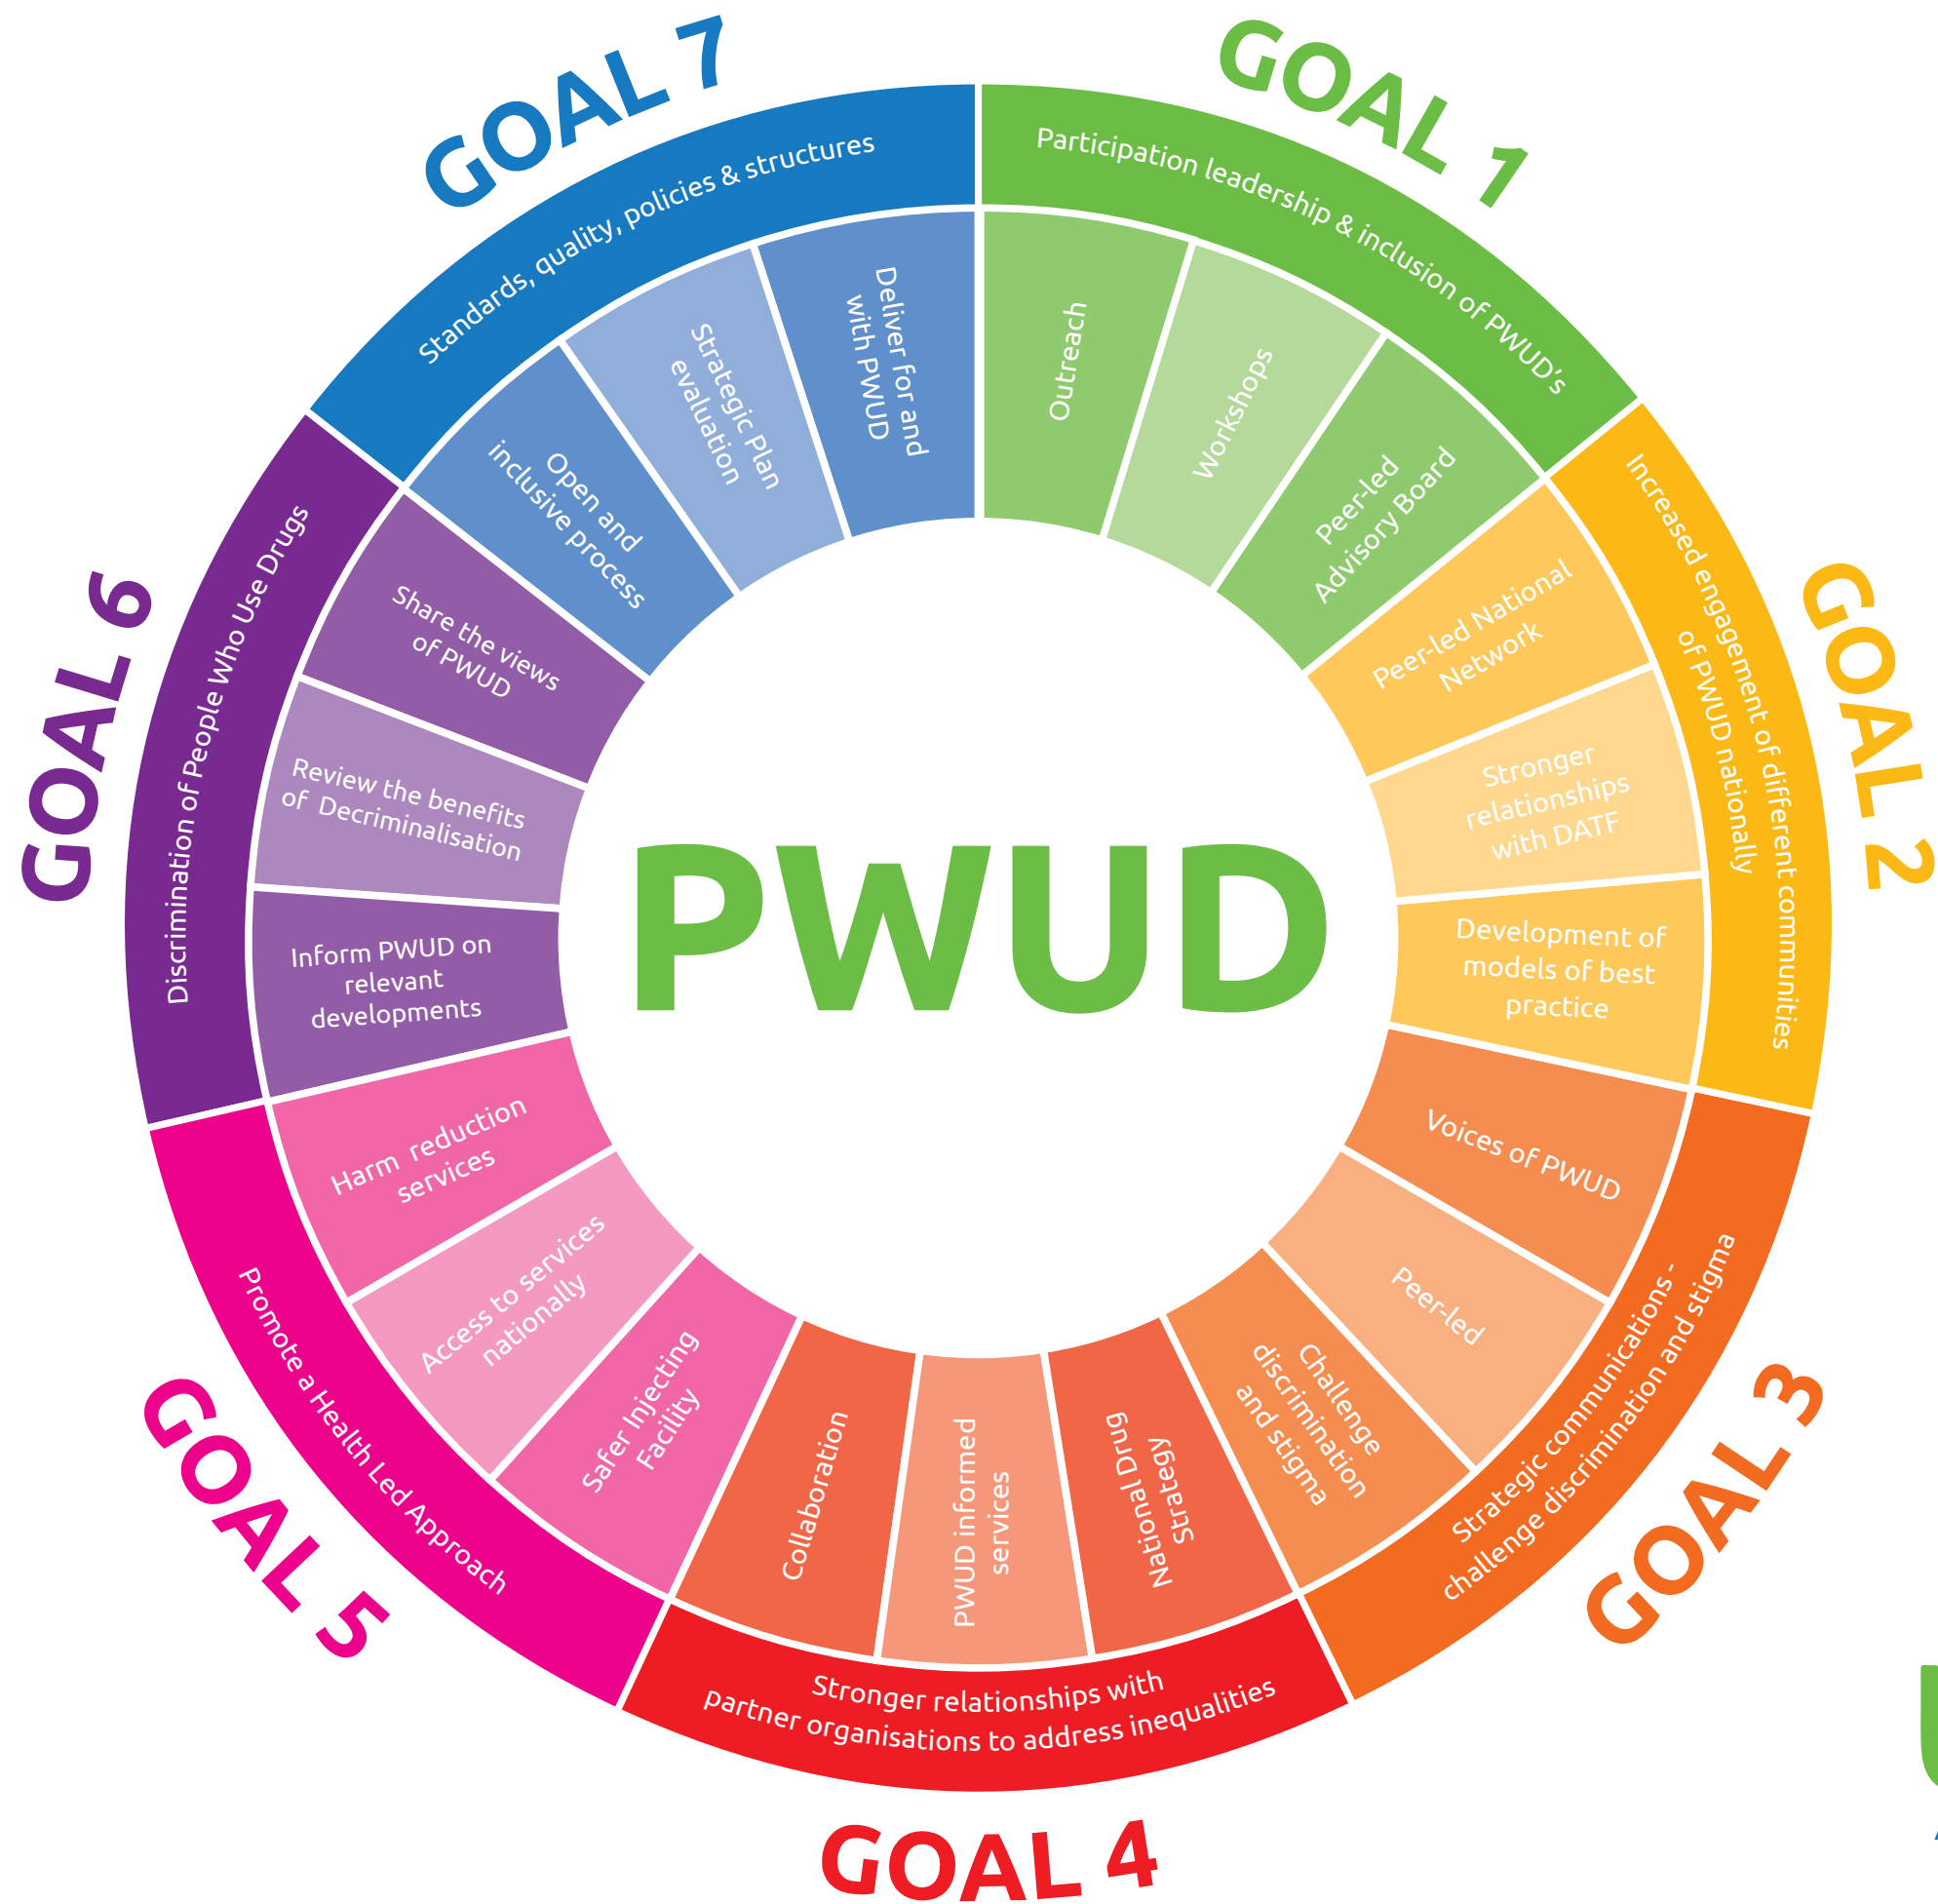 GOAL 1
Participation leadership & inclusion of PWUD's
Outreach
Workshops
Peer-led
Advisory Board
GOAL 2
Increased engagement of different communities
of PWUD nationally
Peer-led National
Network
Stronger
relationships
with DATF
Development of
models of best
practice
GOAL 3
Strategic communications -
challenge discrimination and stigma
Voices of PWUD
Peer-led
Challenge
discrimination
and stigma
GOAL 4
Stronger relationships with
partner organisations to address inequalities
National Drug
Strategy
PWUD informed
services
Collaboration
GOAL 5
Promote a Health Led Approach
Safer Injecting
Facility
Access to services
nationally
Harm reduction
services
GOAL 6
Discrimination of People Who Use Drugs
Inform PWUD on
relevant
developments
Review the benefits
of Decriminalisation
Share the views
of PWUD
GOAL 7
Standards, quality, policies & structures
Open and
inclusive process
Strategic Plan
evaluation
Deliver for and
with PWUD
PWUD